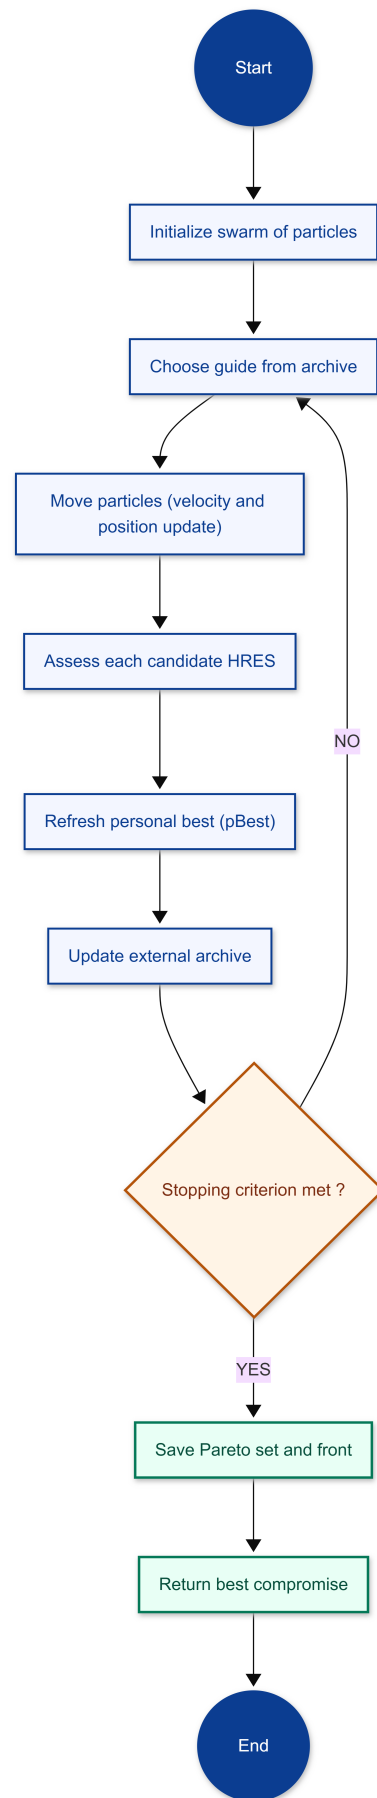 Start
Initialize swarm of particles
Choose guide from archive
Move particles (velocity and
position update)
Assess each candidate HRES
NO
Refresh personal best (pBest)
Update external archive
Stopping criterion met ?
YES
Save Pareto set and front
Return best compromise
End